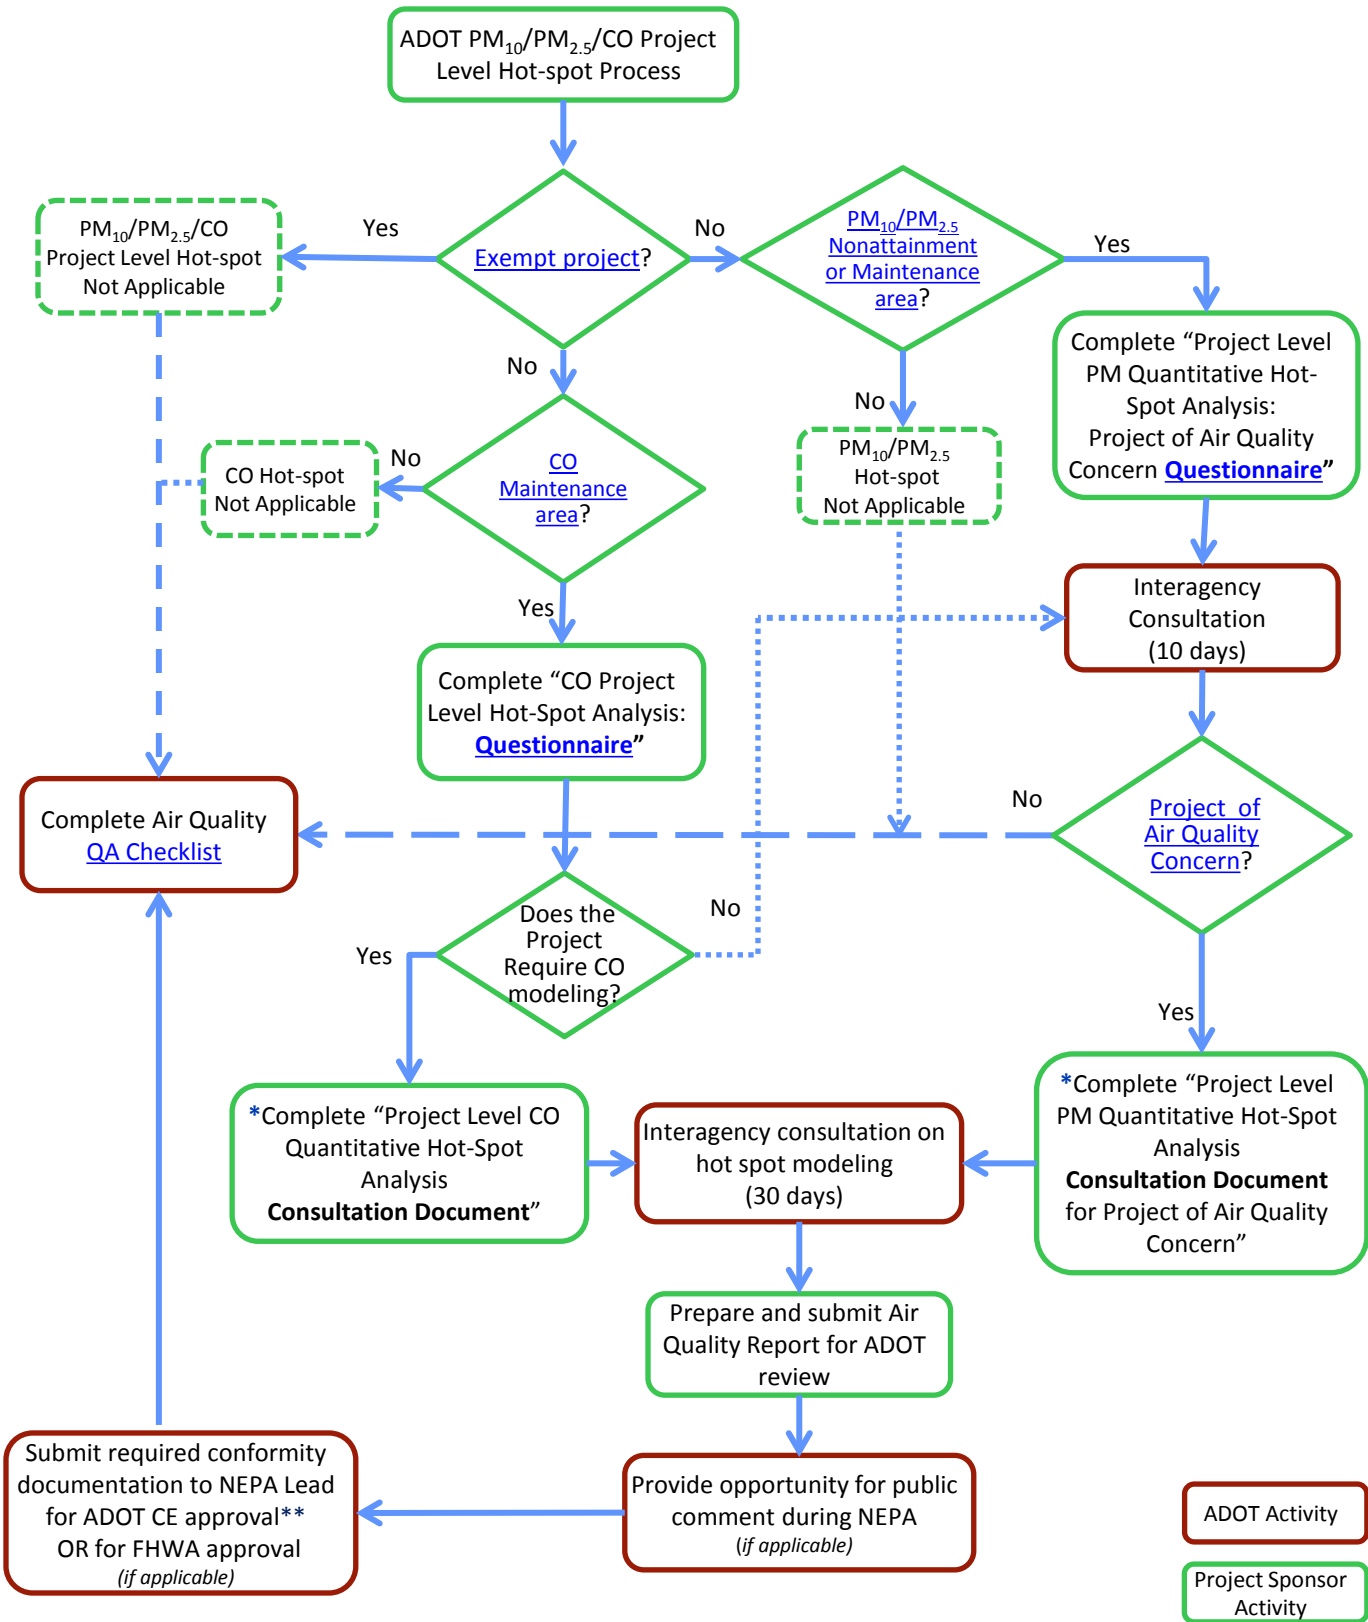 ADOT PM10/PM2.5/CO Project
Level Hot-spot Process
Exempt project?
Yes
No
No
PM10/PM2.5/CO
Project Level Hot-spot
Not Applicable
PM10/PM2.5
Nonattainment
or Maintenance
area?
Yes
No
Complete “Project Level
PM Quantitative Hot-
Spot Analysis:
Project of Air Quality
Concern Questionnaire”
PM10/PM2.5
Hot-spot
Not Applicable
CO
Maintenance
area?
No
Yes
CO Hot-spot
Not Applicable
Interagency
Consultation
(10 days)
Complete “CO Project
Level Hot-Spot Analysis:
Questionnaire”
Complete Air Quality
QA Checklist
No
Project of
Air Quality
Concern?
Yes
Does the
Project
Require CO
modeling?
Yes
No
*Complete “Project Level CO
Quantitative Hot-Spot
Analysis
Consultation Document”
Interagency consultation on
hot spot modeling
(30 days)
*Complete “Project Level
PM Quantitative Hot-Spot
Analysis
Consultation Document
for Project of Air Quality
Concern”
Prepare and submit Air
Quality Report for ADOT
review
Provide opportunity for public
comment during NEPA
(if applicable)
Submit required conformity
documentation to NEPA Lead
for ADOT CE approval**
OR for FHWA approval
(if applicable)
ADOT Activity
Project Sponsor
Activity